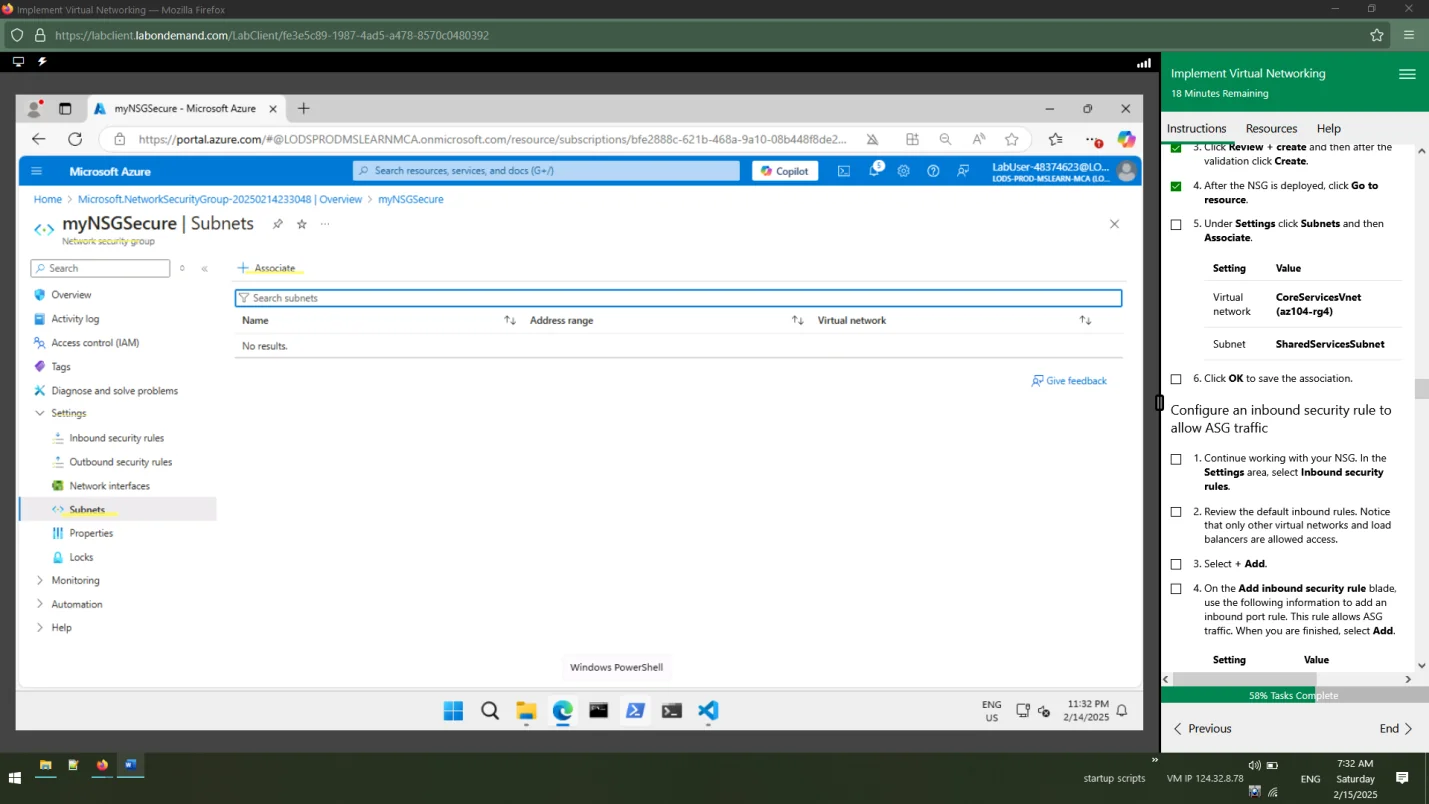 Implement Virtual Networking — Mozilla Firefox
https://labclient.labondemand.com/LabClient/fe3e5c89-1987-4ad5-a478-8570c0480392
myNSGSecure - Microsoft Azure
https://portal.azure.com/#@LODSPRODMSLEARNMCA.onmicrosoft.com/resource/subscriptions/bfe2888c-621b-468a-9a10-08b448f8de2...
Microsoft Azure
Search resources, services, and docs (G+/)
Copilot
5
LabUser-48374623@LO...
LODS-PROD-MSLEARN-MCA (LO...
Home > Microsoft.NetworkSecurityGroup-20250214233048 | Overview > myNSGSecure
myNSGSecure | Subnets
Network security group
Search
Overview
Activity log
Access control (IAM)
Tags
Diagnose and solve problems
Settings
Inbound security rules
Outbound security rules
Network interfaces
Subnets
Properties
Locks
Monitoring
Automation
Help
+ Associate
Search subnets
Name Address range Virtual network
No results.
Give feedback
Windows PowerShell
ENG
US
11:32 PM
2/14/2025
Implement Virtual Networking
18 Minutes Remaining
Instructions Resources Help
3. Click Review + create and then after the
validation click Create.
4. After the NSG is deployed, click Go to
resource.
5. Under Settings click Subnets and then
Associate.
Setting Value
Virtual CoreServicesVnet
network (az104-rg4)
Subnet SharedServicesSubnet
6. Click OK to save the association.
Configure an inbound security rule to
allow ASG traffic
1. Continue working with your NSG. In the
Settings area, select Inbound security
rules.
2. Review the default inbound rules. Notice
that only other virtual networks and load
balancers are allowed access.
3. Select + Add.
4. On the Add inbound security rule blade,
use the following information to add an
inbound port rule. This rule allows ASG
traffic. When you are finished, select Add.
Setting Value
58% Tasks Complete
< Previous
End >
startup scripts
VM IP 124.32.8.78
ENG
7:32 AM
Saturday
2/15/2025